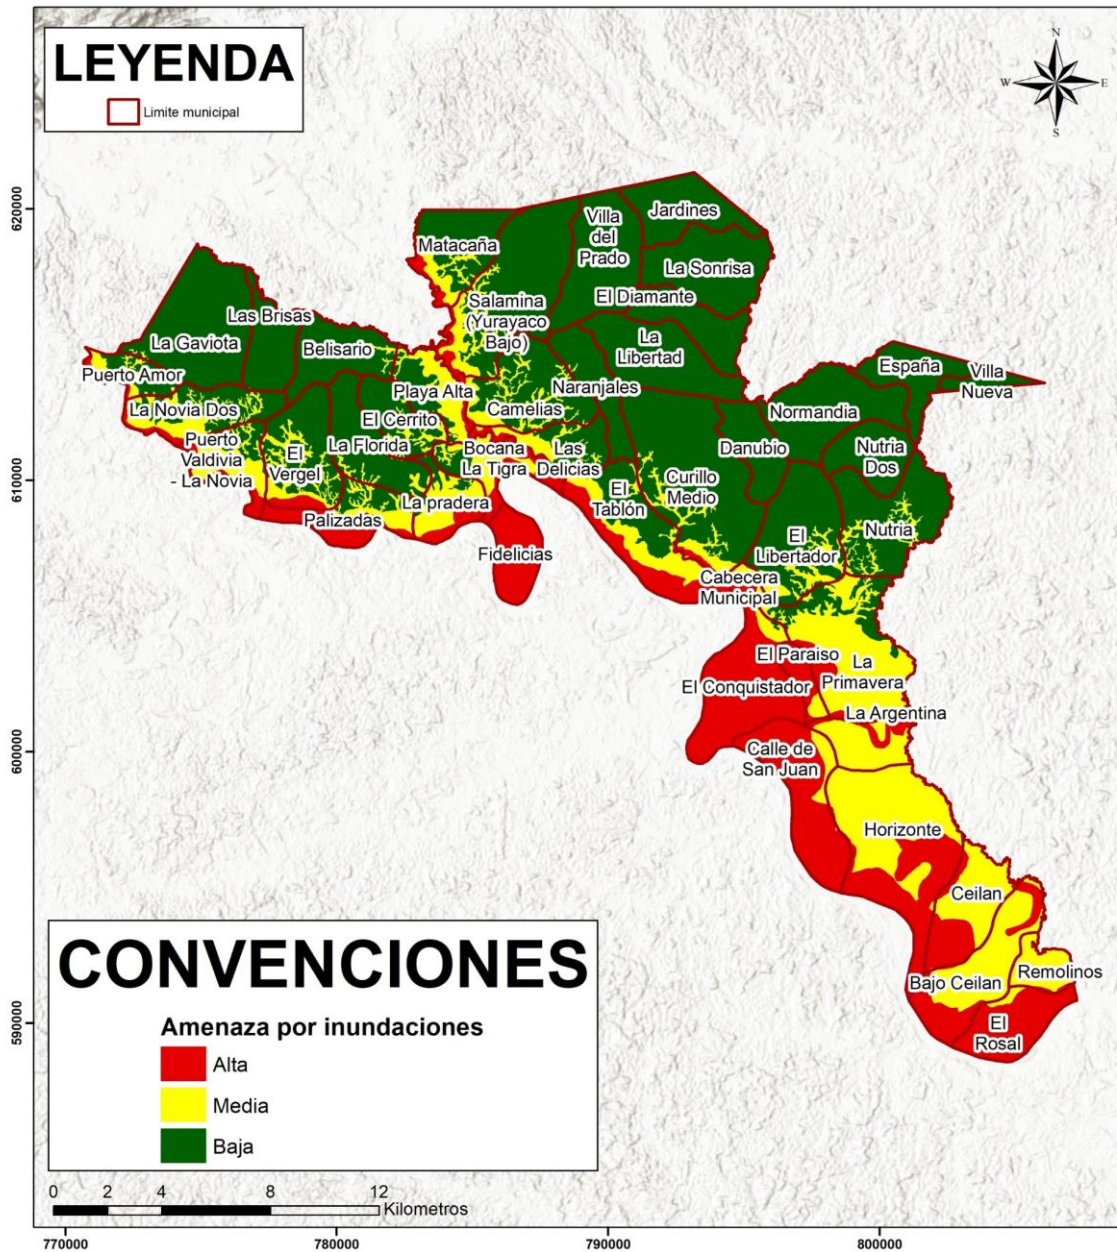 LEYENDA
Limite municipal
N
W
E
S
620000
610000
600000
590000
Jardines
Villa
del
Prado
Matacaña
La Sonrisa
El Diamante
Salamina
(Yurayaco
Bajo)
Las Brisas
La Gaviota
Belisario
La
Libertad
España
Villa
Nueva
Puerto Amor
Playa Alta
Naranjales
La Novia Dos
El Cerrito
Camelias
Normandia
Puerto
Valdivia
- La Novia
El
Vergel
La Florida
Bocana
La Tigra
Las
Delicias
Danubio
Nutria
Dos
Curillo
Medio
El
Tablón
La pradera
Palizadas
Fidelicias
El
Libertador
Nutria
Cabecera
Municipal
El Paraiso
La
Primavera
El Conquistador
La Argentina
Calle de
San Juan
Horizonte
Ceilan
Bajo Ceilan
Remolinos
El
Rosal
CONVENCIONES
Amenaza por inundaciones
Alta
Media
Baja
0 2 4 8 12
Kilometros
770000 780000 790000 800000